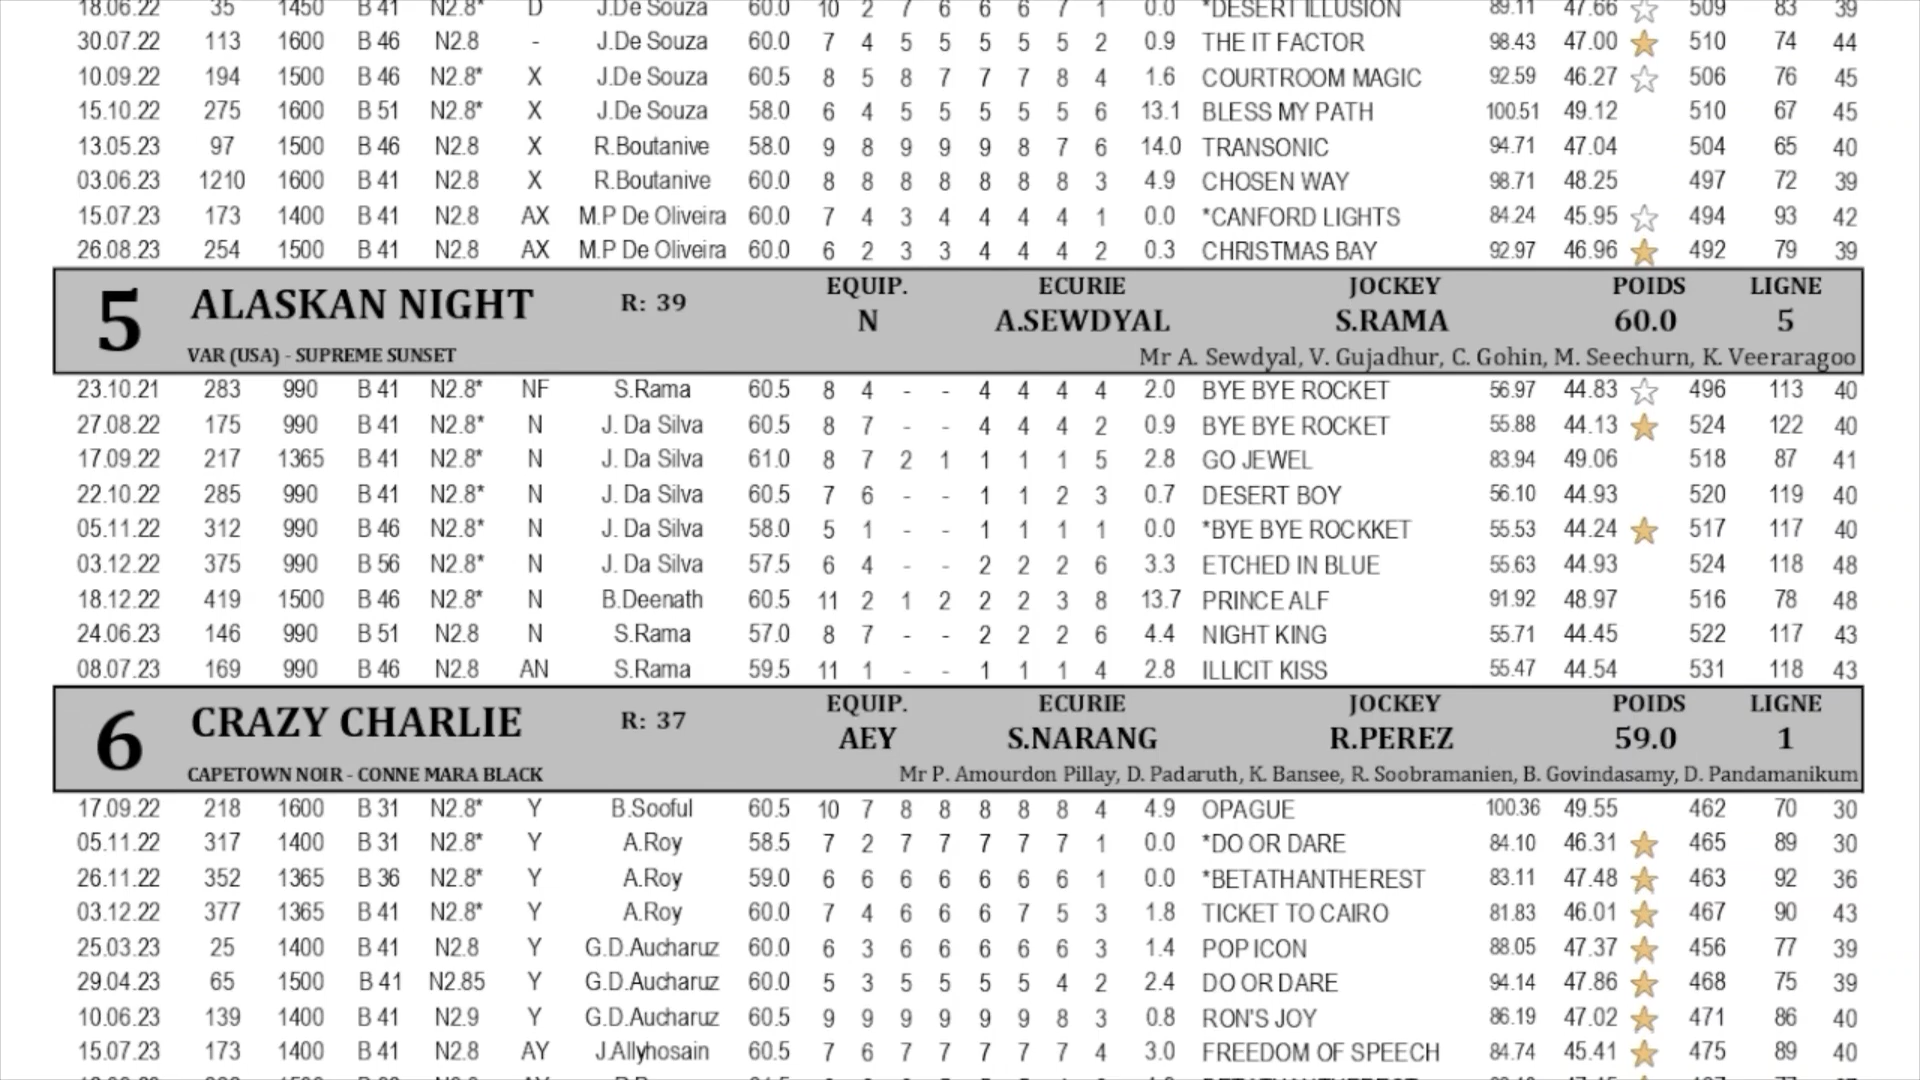 18.06.22 35 1450 B 41 N2.8* D J.De Souza 60.0 10 2 7 6 6 6 7 1 0.0 *DESERT ILLUSION 89.11 47.66 509 83 39
30.07.22 113 1600 B 46 N2.8 - J.De Souza 60.0 7 4 5 5 5 5 5 2 0.9 THE IT FACTOR 98.43 47.00 510 74 44
10.09.22 194 1500 B 46 N2.8* X J.De Souza 60.5 8 5 8 7 7 7 8 4 1.6 COURTROOM MAGIC 92.59 46.27 506 76 45
15.10.22 275 1600 B 51 N2.8* X J.De Souza 58.0 6 4 5 5 5 5 5 6 13.1 BLESS MY PATH 100.51 49.12 510 67 45
13.05.23 97 1500 B 46 N2.8 X R.Boutanive 58.0 9 8 9 9 9 8 7 6 14.0 TRANSONIC 94.71 47.04 504 65 40
03.06.23 1210 1600 B 41 N2.8 X R.Boutanive 60.0 8 8 8 8 8 8 8 3 4.9 CHOSEN WAY 98.71 48.25 497 72 39
15.07.23 173 1400 B 41 N2.8 AX M.P De Oliveira 60.0 7 4 3 4 4 4 4 1 0.0 *CANFORD LIGHTS 84.24 45.95 494 93 42
26.08.23 254 1500 B 41 N2.8 AX M.P De Oliveira 60.0 6 2 3 3 4 4 4 2 0.3 CHRISTMAS BAY 92.97 46.96 492 79 39
5 ALASKAN NIGHT R: 39 EQUIP. ECURIE JOCKEY POIDS LIGNE
N A.SEWDYAL S.RAMA 60.0 5
VAR (USA) - SUPREME SUNSET Mr A. Sewdyal, V. Gujadhur, C. Gohin, M. Seechurn, K. Veeraragoo
23.10.21 283 990 B 41 N2.8* NF S.Rama 60.5 8 4 - - 4 4 4 4 2.0 BYE BYE ROCKET 56.97 44.83 496 113 40
27.08.22 175 990 B 41 N2.8* N J. Da Silva 60.5 8 7 - - 4 4 4 2 0.9 BYE BYE ROCKET 55.88 44.13 524 122 40
17.09.22 217 1365 B 41 N2.8* N J. Da Silva 61.0 8 7 2 1 1 1 1 5 2.8 GO JEWEL 83.94 49.06 518 87 41
22.10.22 285 990 B 41 N2.8* N J. Da Silva 60.5 7 6 - - 1 1 2 3 0.7 DESERT BOY 56.10 44.93 520 119 40
05.11.22 312 990 B 46 N2.8* N J. Da Silva 58.0 5 1 - - 1 1 1 1 0.0 *BYE BYE ROCKKET 55.53 44.24 517 117 40
03.12.22 375 990 B 56 N2.8* N J. Da Silva 57.5 6 4 - - 2 2 2 6 3.3 ETCHED IN BLUE 55.63 44.93 524 118 48
18.12.22 419 1500 B 46 N2.8* N B.Deenath 60.5 11 2 1 2 2 2 3 8 13.7 PRINCE ALF 91.92 48.97 516 78 48
24.06.23 146 990 B 51 N2.8 N S.Rama 57.0 8 7 - - 2 2 2 6 4.4 NIGHT KING 55.71 44.45 522 117 43
08.07.23 169 990 B 46 N2.8 AN S.Rama 59.5 11 1 - - 1 1 1 4 2.8 ILLICIT KISS 55.47 44.54 531 118 43
6 CRAZY CHARLIE R: 37 EQUIP. ECURIE JOCKEY POIDS LIGNE
AEY S.NARANG R.PEREZ 59.0 1
CAPETOWN NOIR - CONNE MARA BLACK Mr P. Amourdon Pillay, D. Padaruth, K. Bansee, R. Soobramanien, B. Govindasamy, D. Pandamanikum
17.09.22 218 1600 B 31 N2.8* Y B.Sooful 60.5 10 7 8 8 8 8 8 4 4.9 OPAGUE 100.36 49.55 462 70 30
05.11.22 317 1400 B 31 N2.8* Y A.Roy 58.5 7 2 7 7 7 7 7 1 0.0 *DO OR DARE 84.10 46.31 465 89 30
26.11.22 352 1365 B 36 N2.8* Y A.Roy 59.0 6 6 6 6 6 6 6 1 0.0 *BETATHANTHEREST 83.11 47.48 463 92 36
03.12.22 377 1365 B 41 N2.8* Y A.Roy 60.0 7 4 6 6 6 7 5 3 1.8 TICKET TO CAIRO 81.83 46.01 467 90 43
25.03.23 25 1400 B 41 N2.8 Y G.D.Aucharuz 60.0 6 3 6 6 6 6 6 3 1.4 POP ICON 88.05 47.37 456 77 39
29.04.23 65 1500 B 41 N2.85 Y G.D.Aucharuz 60.0 5 3 5 5 5 5 4 2 2.4 DO OR DARE 94.14 47.86 468 75 39
10.06.23 139 1400 B 41 N2.9 Y G.D.Aucharuz 60.5 9 9 9 9 9 9 8 3 0.8 RON'S JOY 86.19 47.02 471 86 40
15.07.23 173 1400 B 41 N2.8 AY J.Allyhosain 60.5 7 6 7 7 7 7 7 4 3.0 FREEDOM OF SPEECH 84.74 45.41 475 89 40